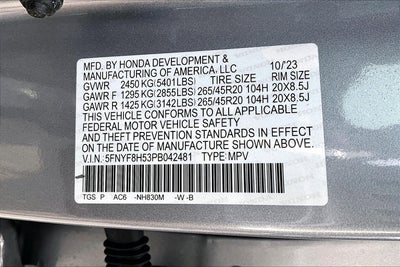 MFD. BY HONDA DEVELOPMENT &
MANUFACTURING OF AMERICA, LLC 10/'23
GVWR 2450 KG(5401LBS) TIRE SIZE RIM SIZE
GAWR F 1295 KG(2855LBS) 265/45R20 104H 20X8.5J
GAWR R 1425 KG(3142LBS) 265/45R20 104H 20X8.5J
THIS VEHICLE CONFORMS TO ALL APPLICABLE
FEDERAL MOTOR VEHICLE SAFETY
AND THEFT PREVENTION STANDARDS IN EFFECT
ON THE DATE OF MANUFACTURE SHOWN ABOVE.
V.I.N.: 5FNYF8H53PB042481 TYPE: MPV
TGS P AC6 -NH830M -W -B